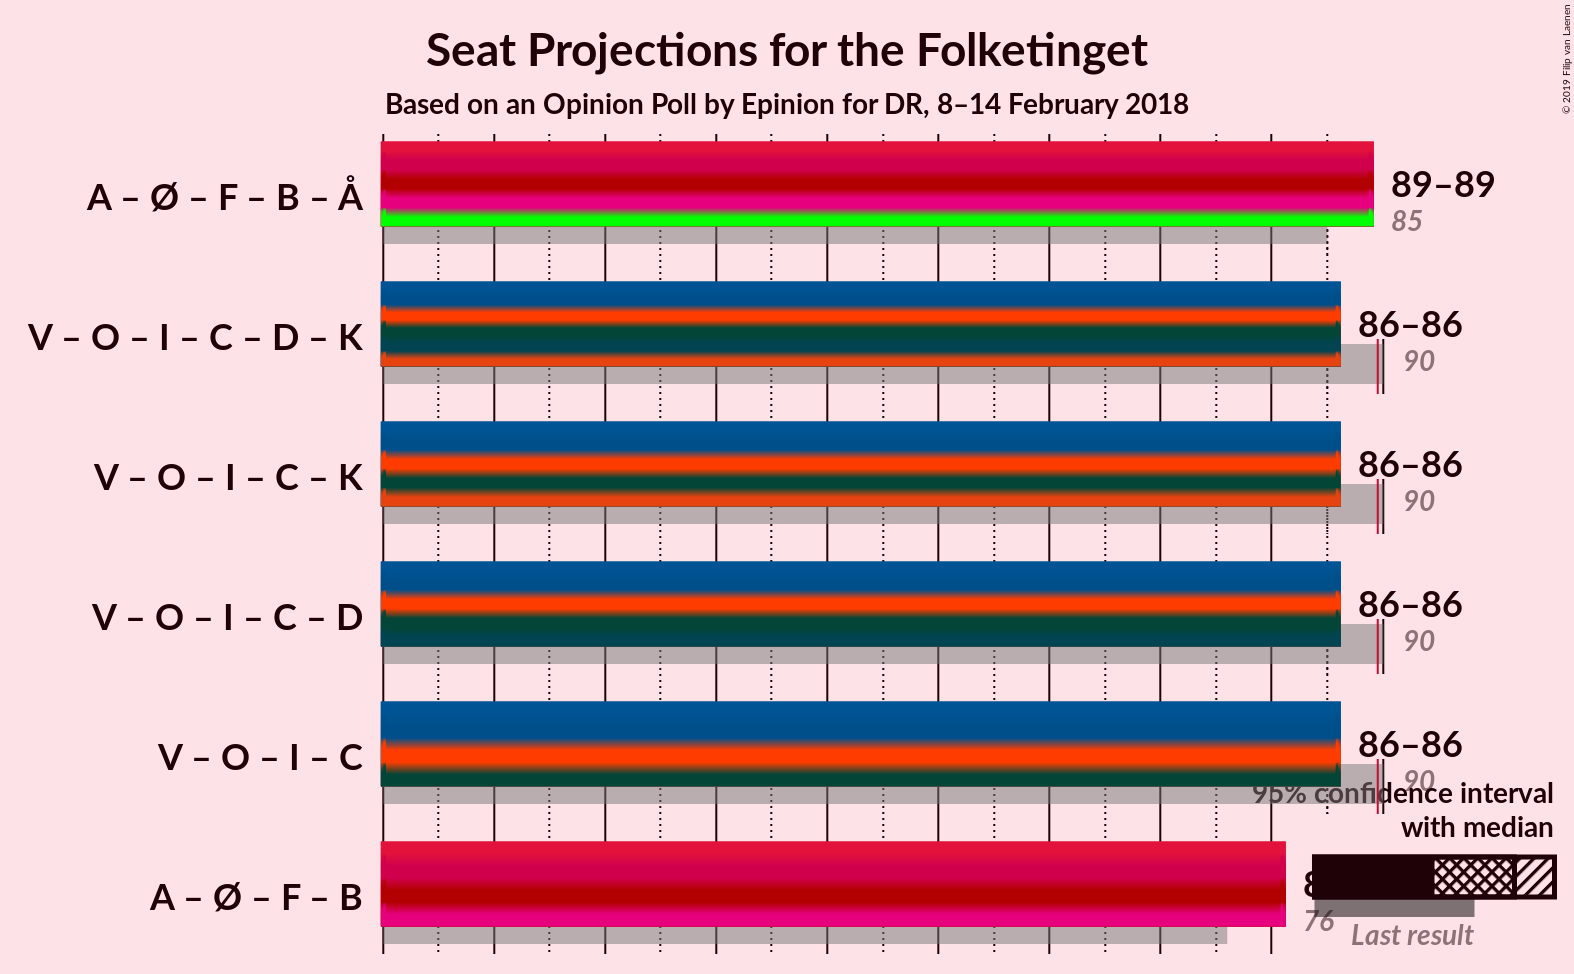 Seat Projections for the Folketinget
Based on an Opinion Poll by Epinion for DR, 8–14 February 2018
© 2019 Filip van Laenen
A – Ø – F – B – Å
89–89
85
V – O – I – C – D – K
86–86
90
V – O – I – C – K
86–86
90
V – O – I – C – D
86–86
90
V – O – I – C
86–86
90
95% confidence interval
with median
A – Ø – F – B
76
Last result